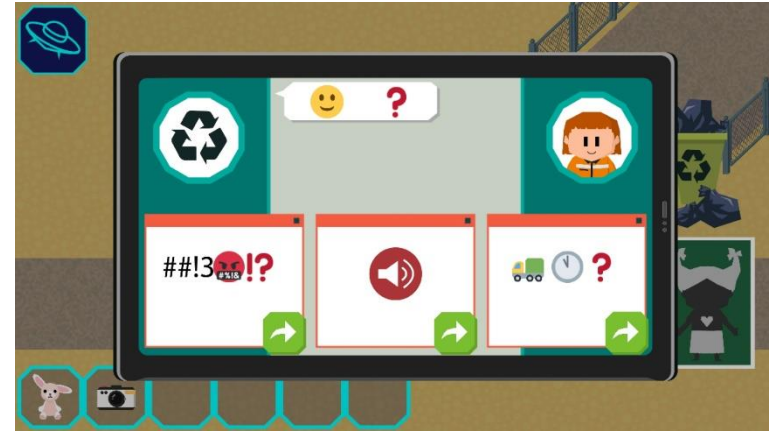 🙂 ❓
##!3🤬!?
🚛 🕐 ❓